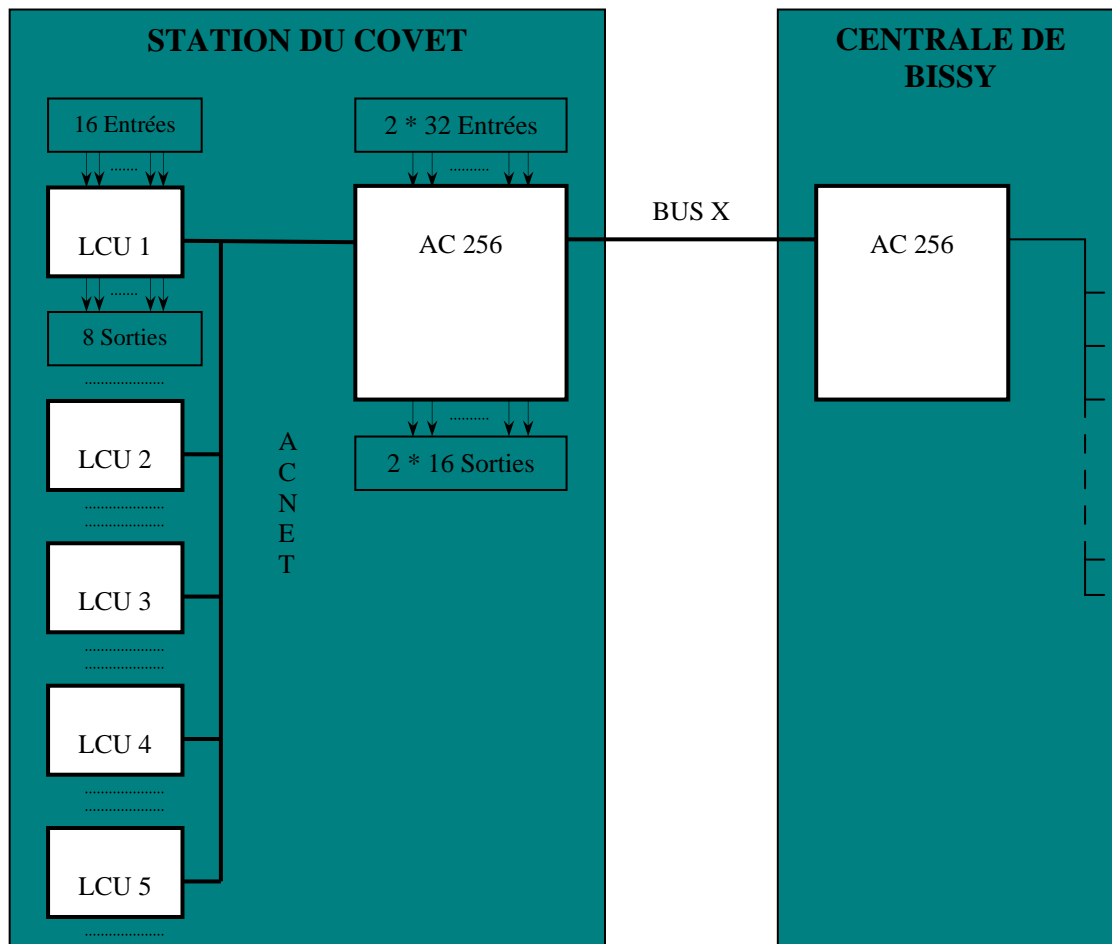 STATION DU COVET
CENTRALE DE
BISSY
16 Entrées
2 * 32 Entrées
LCU 1
AC 256
BUS X
AC 256
8 Sorties
LCU 2
2 * 16 Sorties
A
C
N
E
T
LCU 3
LCU 4
LCU 5